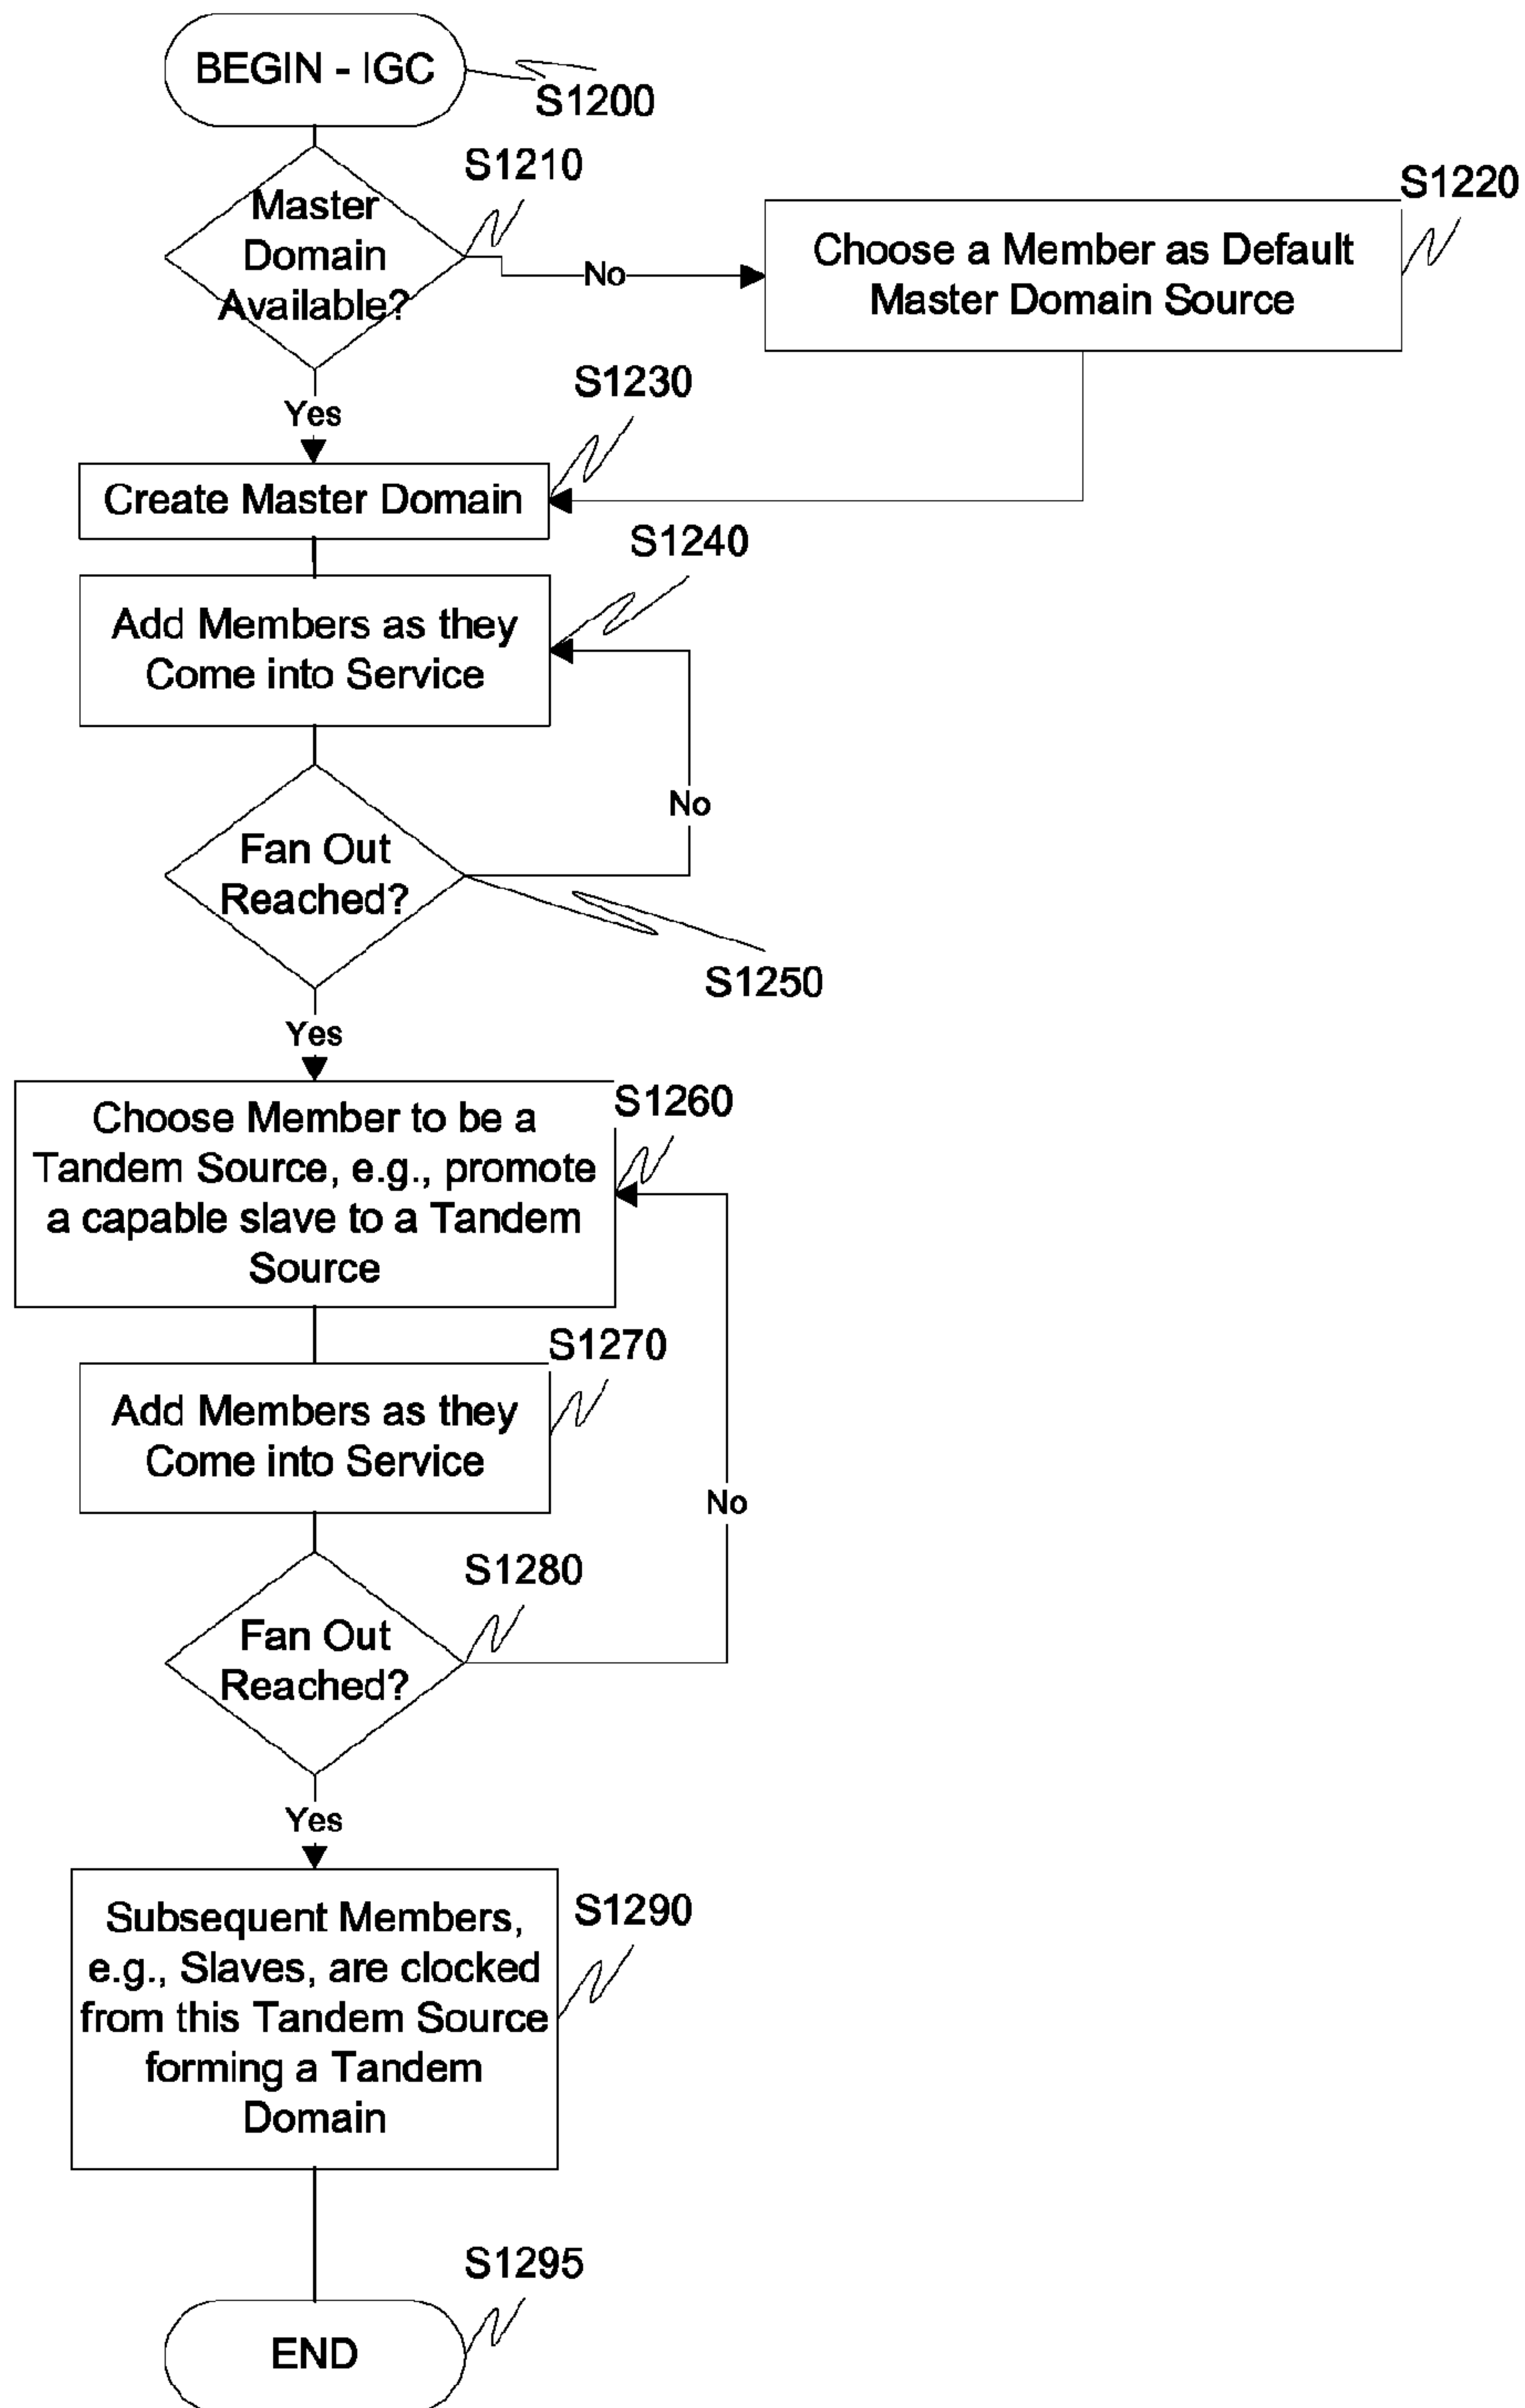 BEGIN - IGC
S1200
S1210
Master
Domain
Available?
No
S1220
Choose a Member as Default
Master Domain Source
Yes
S1230
Create Master Domain
S1240
Add Members as they
Come into Service
No
Fan Out
Reached?
S1250
Yes
S1260
Choose Member to be a
Tandem Source, e.g., promote
a capable slave to a Tandem
Source
S1270
Add Members as they
Come into Service
No
S1280
Fan Out
Reached?
Yes
S1290
Subsequent Members,
e.g., Slaves, are clocked
from this Tandem Source
forming a Tandem
Domain
S1295
END